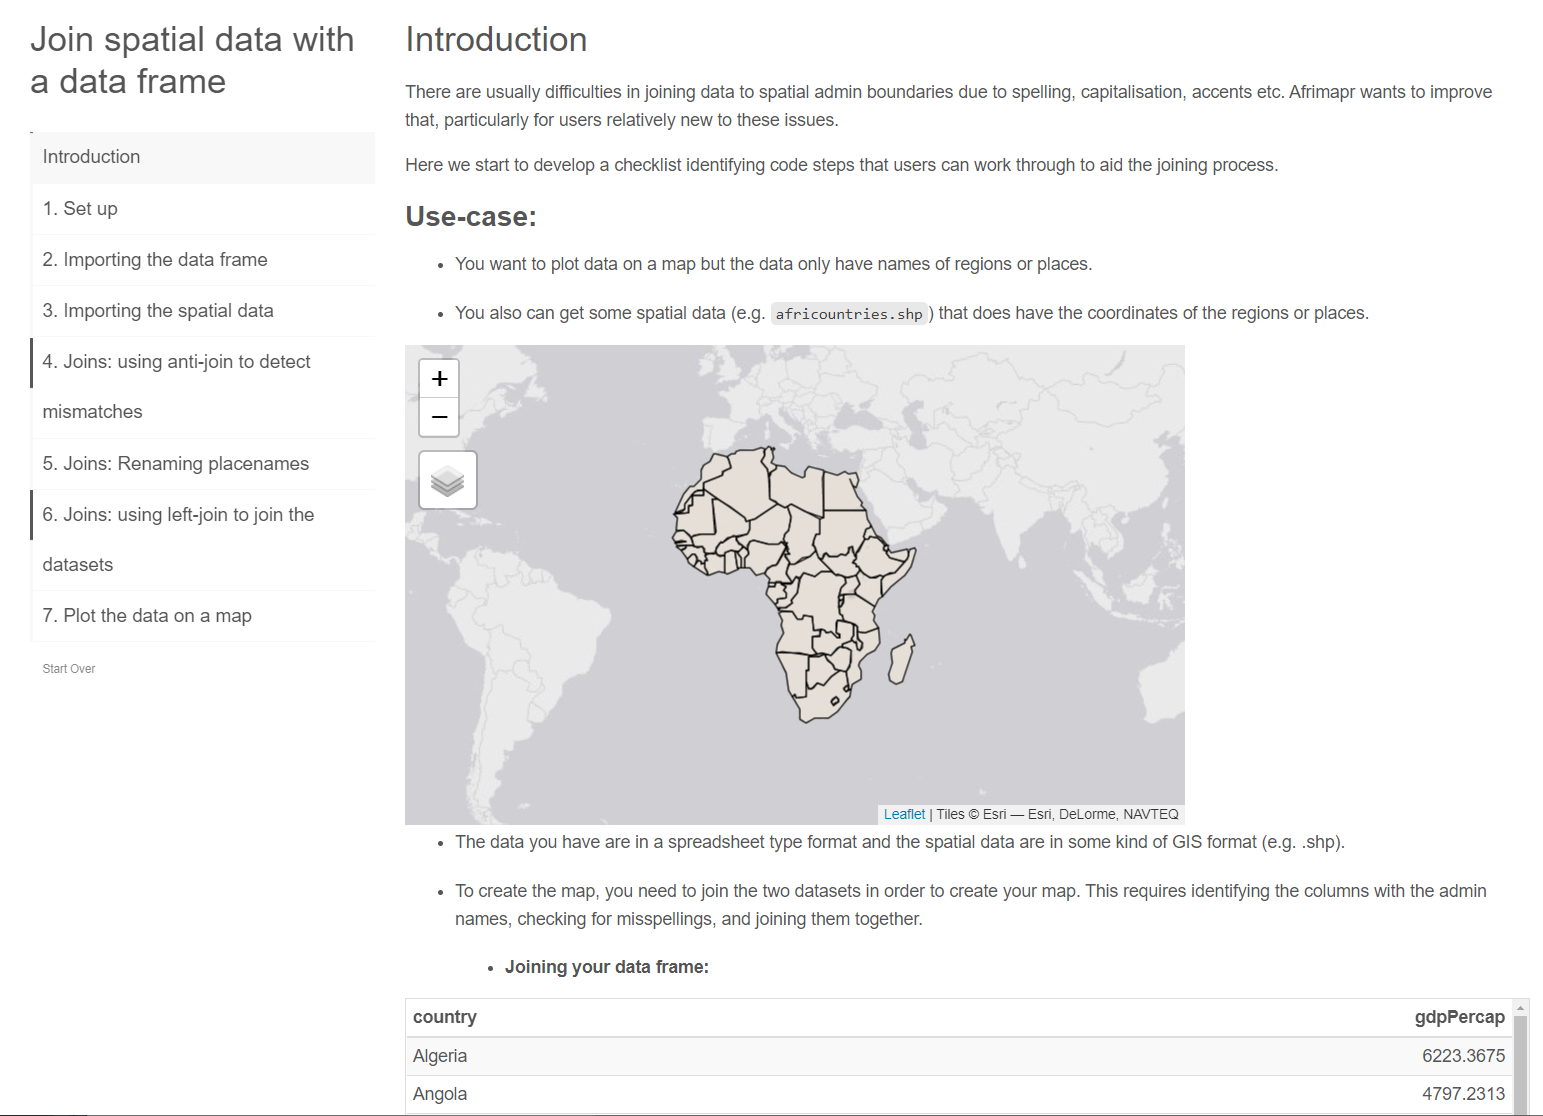 Join spatial data with
a data frame
Introduction
1. Set up
2. Importing the data frame
3. Importing the spatial data
4. Joins: using anti-join to detect
mismatches
5. Joins: Renaming placenames
6. Joins: using left-join to join the
datasets
7. Plot the data on a map
Start Over
Introduction
There are usually difficulties in joining data to spatial admin boundaries due to spelling, capitalisation, accents etc. Afrimapr wants to improve
that, particularly for users relatively new to these issues.
Here we start to develop a checklist identifying code steps that users can work through to aid the joining process.
Use-case:
• You want to plot data on a map but the data only have names of regions or places.
• You also can get some spatial data (e.g. africountries.shp) that does have the coordinates of the regions or places.
+
−
Leaflet | Tiles © Esri — Esri, DeLorme, NAVTEQ
• The data you have are in a spreadsheet type format and the spatial data are in some kind of GIS format (e.g. .shp).
• To create the map, you need to join the two datasets in order to create your map. This requires identifying the columns with the admin
names, checking for misspellings, and joining them together.
• Joining your data frame:
country gdpPercap
Algeria 6223.3675
Angola 4797.2313